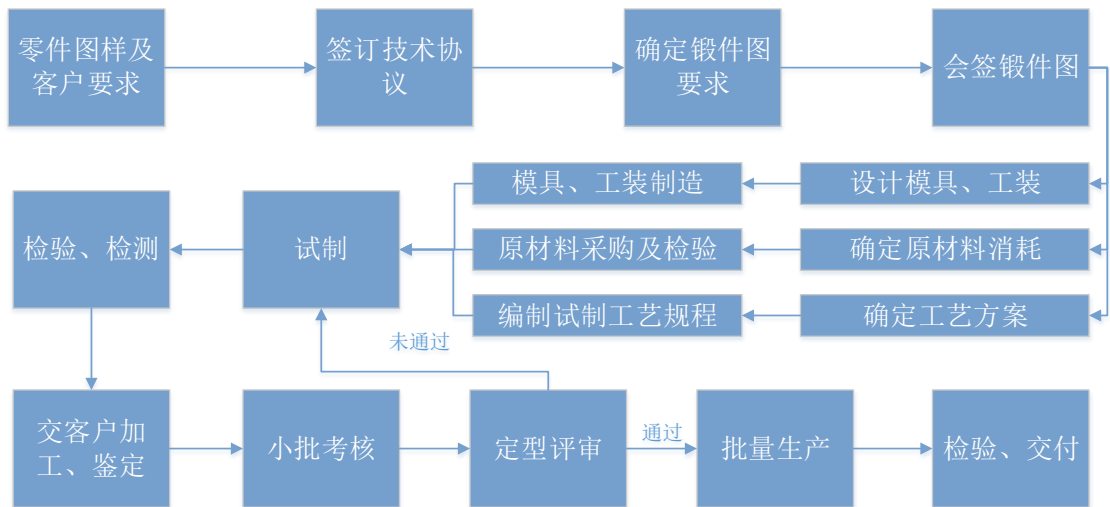 零件图样及
客户要求
签订技术协
议
确定锻件图
要求
会签锻件图
模具、工装制造
设计模具、工装
检验、检测
试制
原材料采购及检验
确定原材料消耗
编制试制工艺规程
确定工艺方案
未通过
交客户加
工、鉴定
小批考核
定型评审
通过
批量生产
检验、交付